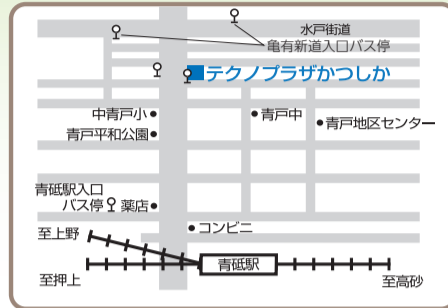 水戸街道
亀有新道入口バス停
テクノプラザかつしか
中青戸小
青戸中
青戸地区センター
青戸平和公園
青砥駅入口
バス停
薬店
コンビニ
至上野
青砥駅
至押上
至高砂